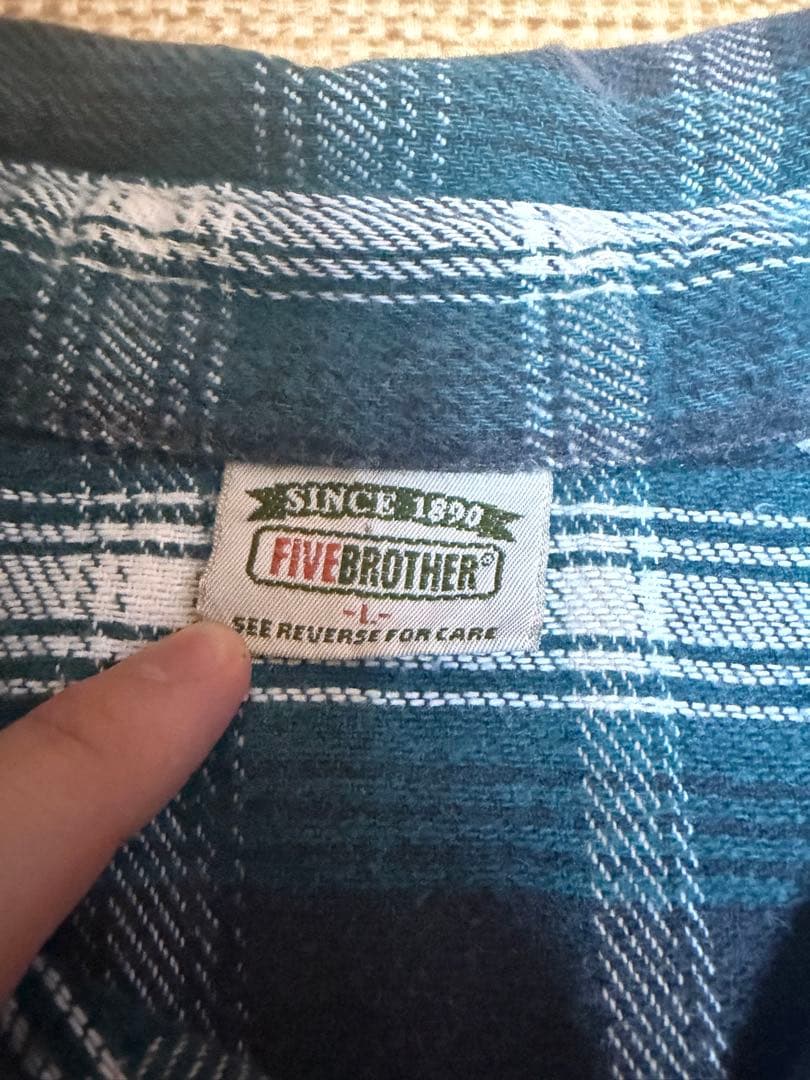 SINCE 1890
FIVEBROTHER®
-L-
SEE REVERSE FOR CARE